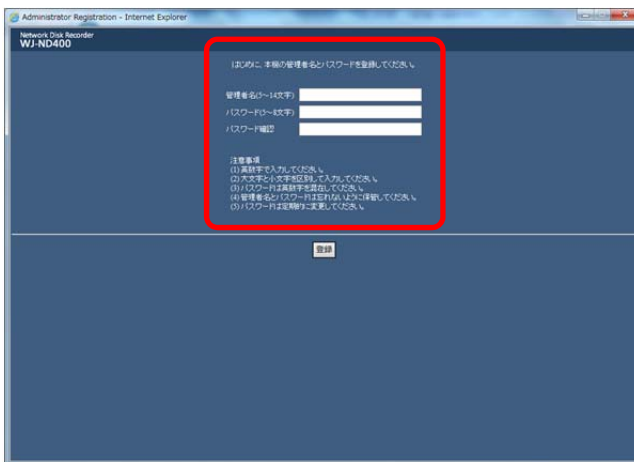 Administrator Registration - Internet Explorer
Network Disk Recorder
WJ-ND400
はじめに、本機の管理者名とパスワードを登録してください。
管理者名(5～14文字)
パスワード(5～8文字)
パスワード確認
注意事項
(1) 英数字で入力してください。
(2) 大文字と小文字を区別して入力してください。
(3) パスワードは英数字を混在してください。
(4) 管理者名とパスワードは忘れないように保管してください。
(5) パスワードは定期的に変更してください。
登録